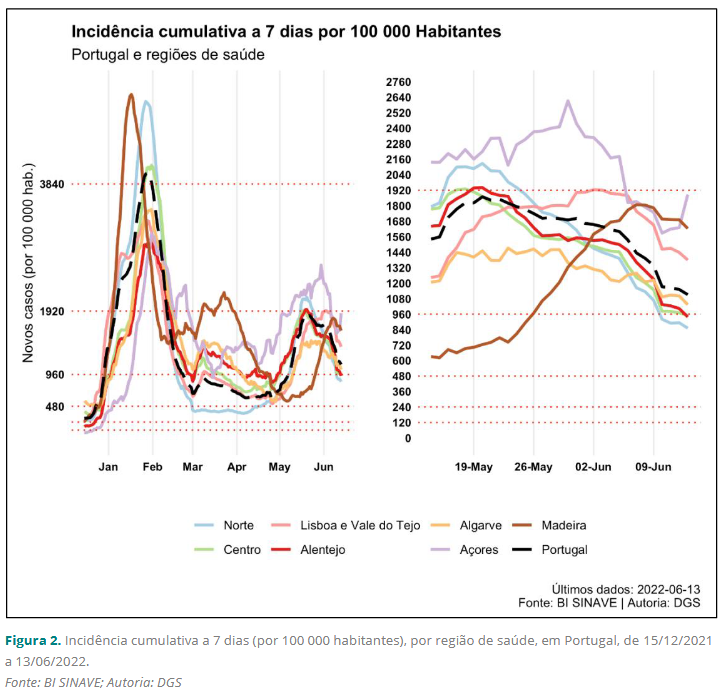 Incidência cumulativa a 7 dias por 100 000 Habitantes
Portugal e regiões de saúde
Novos casos (por 100 000 hab.)
3840
1920
960
480
Jan Feb Mar Apr May Jun
2760
2640
2520
2400
2280
2160
2040
1920
1800
1680
1560
1440
1320
1200
1080
960
840
720
600
480
360
240
120
0
19-May 26-May 02-Jun 09-Jun
Norte Lisboa e Vale do Tejo Algarve Madeira
Centro Alentejo Açores Portugal
Últimos dados: 2022-06-13
Fonte: BI SINAVE | Autoria: DGS
Figura 2. Incidência cumulativa a 7 dias (por 100 000 habitantes), por região de saúde, em Portugal, de 15/12/2021
a 13/06/2022.
Fonte: BI SINAVE; Autoria: DGS